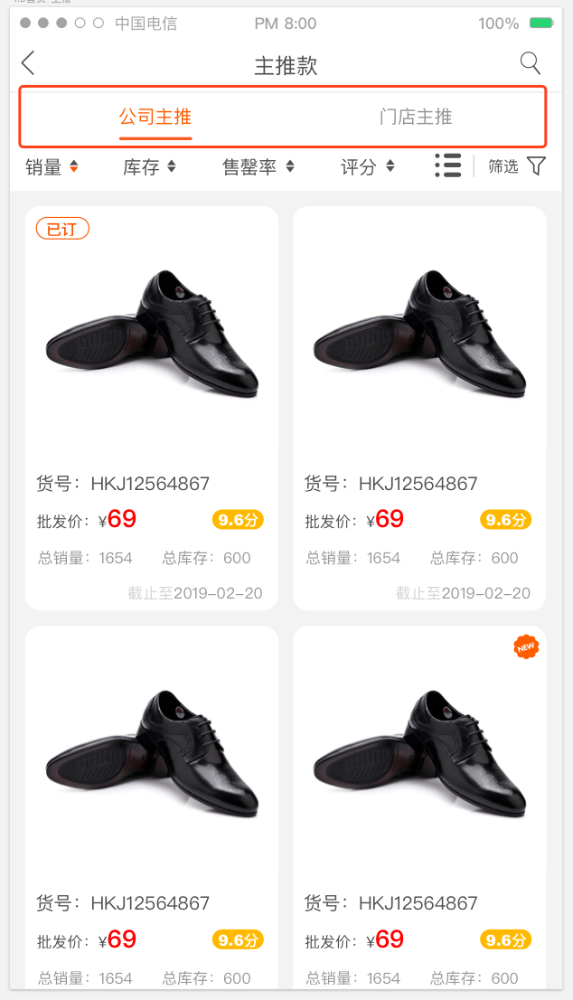 中国电信 PM 8:00 100%
主推款
公司主推 门店主推
销量 库存 售罄率 评分 筛选
已订
货号：HKJ12564867 货号：HKJ12564867
批发价：¥69 9.6分 批发价：¥69 9.6分
总销量：1654 总库存：600 总销量：1654 总库存：600
截止至2019-02-20 截止至2019-02-20
NEW
货号：HKJ12564867 货号：HKJ12564867
批发价：¥69 9.6分 批发价：¥69 9.6分
总销量：1654 总库存：600 总销量：1654 总库存：600